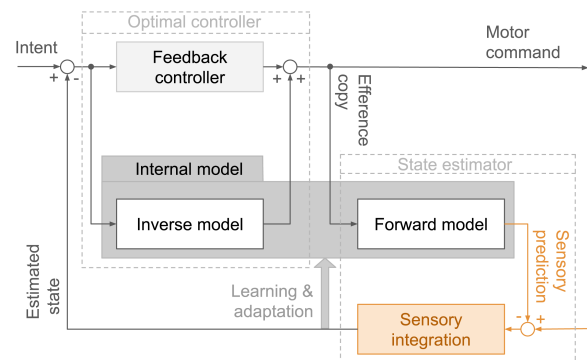 Optimal controller
Intent
Feedback
controller
Motor
command
+
-
+
+
Efference
copy
Internal model
State estimator
Inverse model
Forward model
Sensory
prediction
Estimated
state
Learning &
adaptation
Sensory
integration
-
+